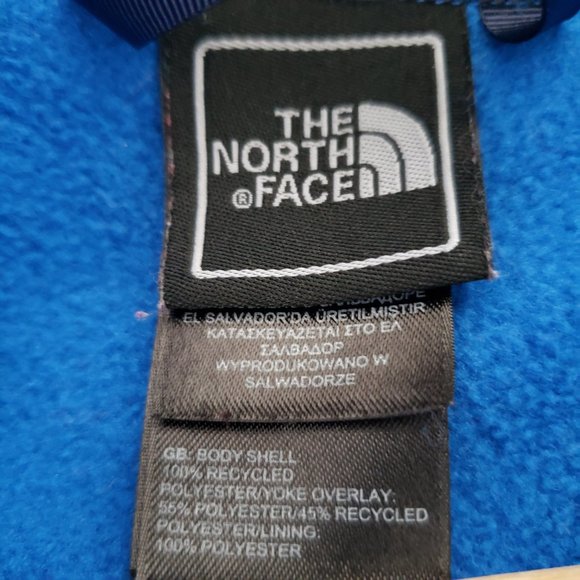 THE
NORTH
® FACE
EL SALVADOR'DA ÜRETILMISTIR
ΚΑΤΑΣΚΕΥΑΖΕΤΑΙ ΣΤΟ ΕΛ
ΣΑΛΒΑΔΟΡ
WYPRODUKOWANO W
SALWADORZE
GB: BODY SHELL
100% RECYCLED
POLYESTER/YOKE OVERLAY:
55% POLYESTER/45% RECYCLED
POLYESTER/LINING:
100% POLYESTER